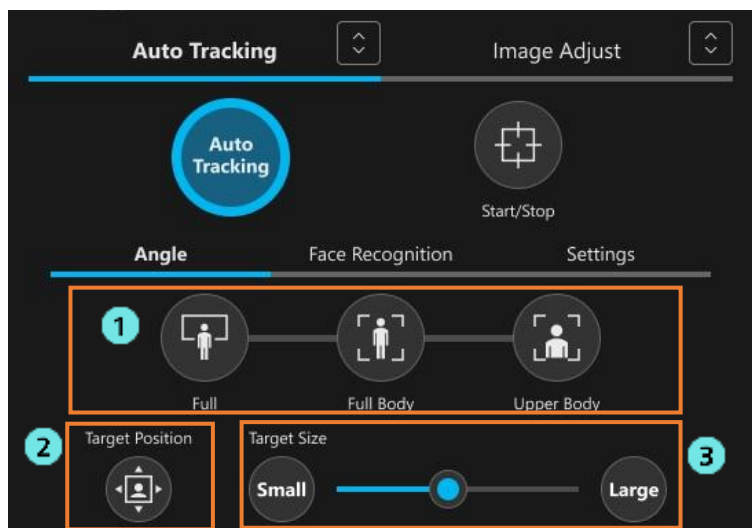 Auto Tracking
Image Adjust
Auto
Tracking
Start/Stop
Angle
Face Recognition
Settings
1
Full
Full Body
Upper Body
2
Target Position
Target Size
3
Small
Large